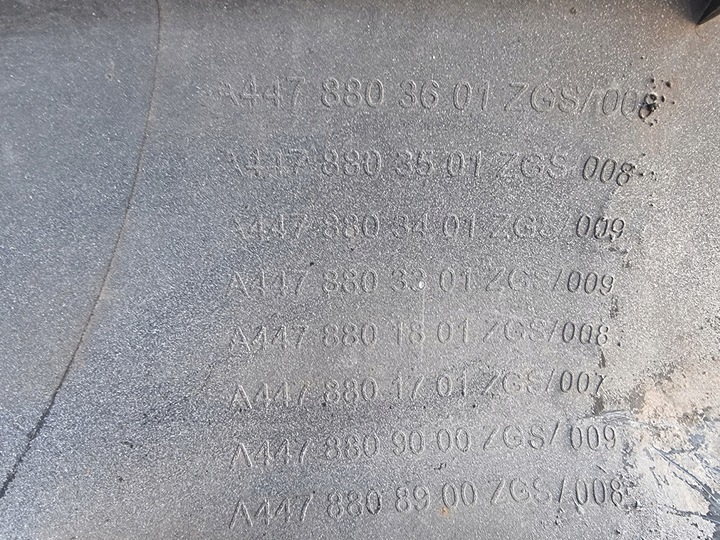 A447 880 36 01 ZGS/008
A447 880 35 01 ZGS 008
A447 880 34 01 ZGS/009
A447 880 33 01 ZGS/009
A447 880 18 01 ZGS/008
A447 880 17 01 ZGS/007
A447 880 90 00 ZGS/009
A447 880 89 00 ZGS/008